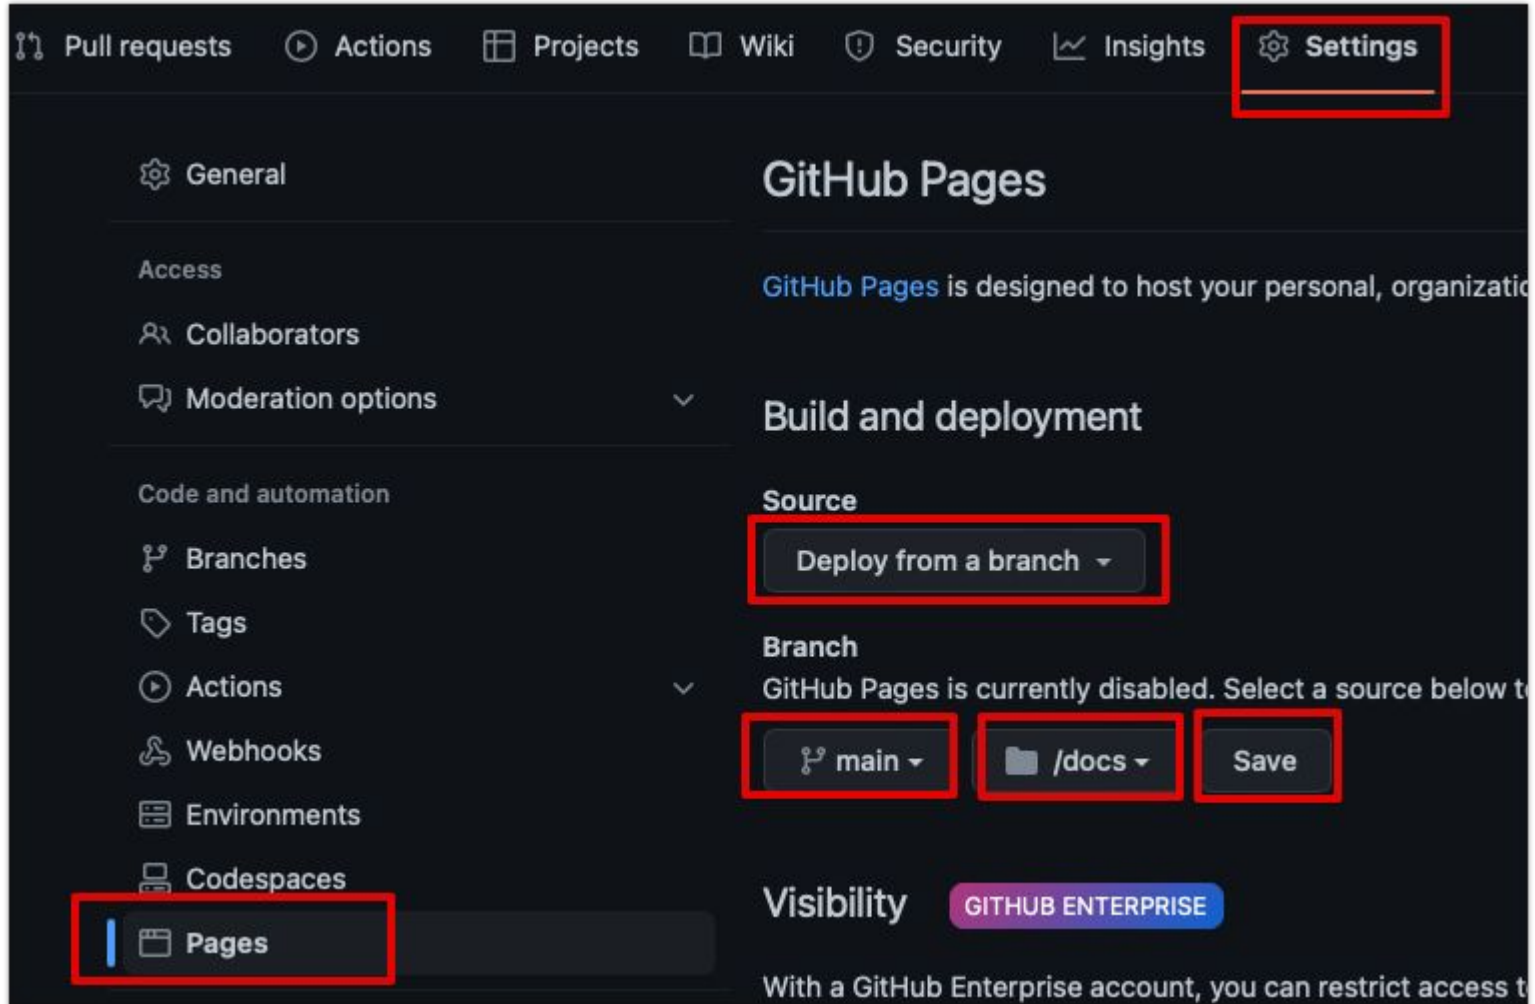 Pull requests Actions Projects Wiki Security Insights Settings
General
Access
Collaborators
Moderation options
Code and automation
Branches
Tags
Actions
Webhooks
Environments
Codespaces
Pages
GitHub Pages
GitHub Pages is designed to host your personal,
Build and deployment
Source
Deploy from a branch
Branch
GitHub Pages is currently disabled. Select a source below
main /docs Save
Visibility GITHUB ENTERPRISE
With a GitHub Enterprise account, you can restrict access